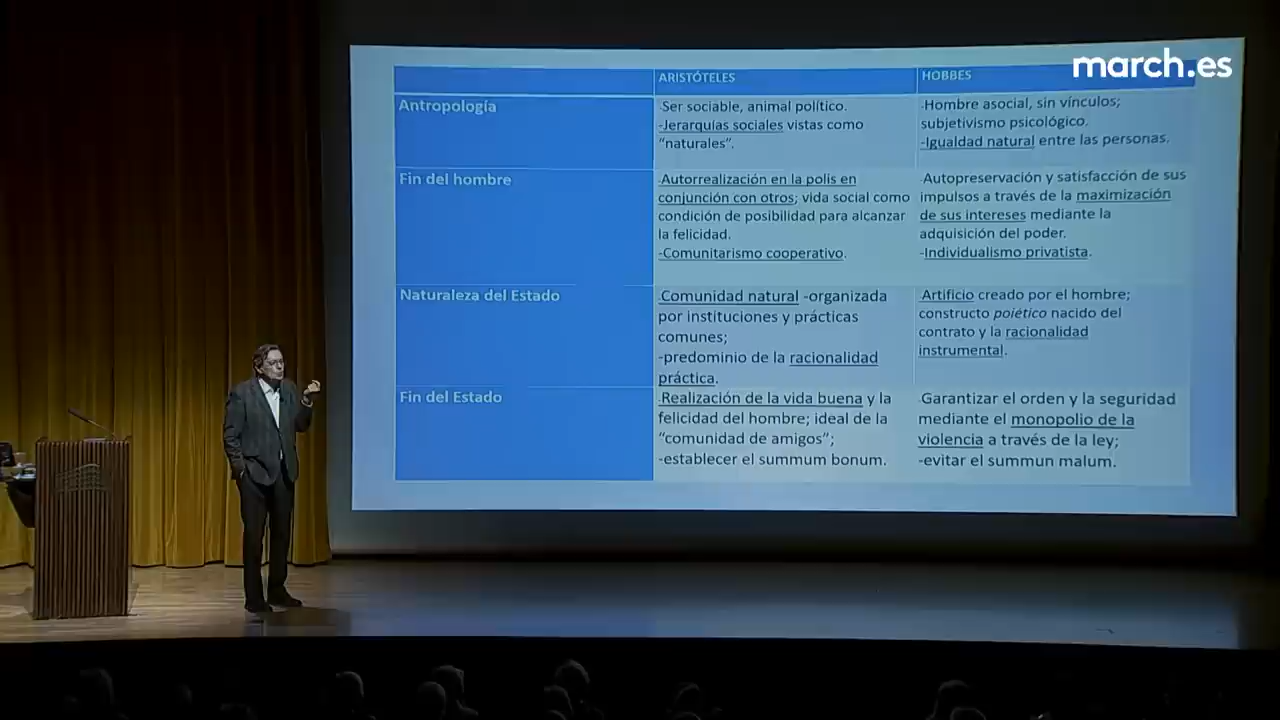 march.es
ARISTÓTELES
HOBBES
Antropología
-Ser sociable, animal político.
-Jerarquías sociales vistas como
"naturales".
-Hombre asocial, sin vínculos;
subjetivismo psicológico.
-Igualdad natural entre las personas.
Fin del hombre
-Autorrealización en la polis en
conjunción con otros; vida social como
condición de posibilidad para alcanzar
la felicidad.
-Comunitarismo cooperativo.
-Autopreservación y satisfacción de sus
impulsos a través de la maximización
de sus intereses mediante la
adquisición del poder.
-Individualismo privatista.
Naturaleza del Estado
-Comunidad natural -organizada
por instituciones y prácticas
comunes;
-predominio de la racionalidad
práctica.
-Artificio creado por el hombre;
constructo poiético nacido del
contrato y la racionalidad
instrumental.
Fin del Estado
-Realización de la vida buena y la
felicidad del hombre; ideal de la
"comunidad de amigos";
-establecer el summum bonum.
-Garantizar el orden y la seguridad
mediante el monopolio de la
violencia a través de la ley;
-evitar el summun malum.